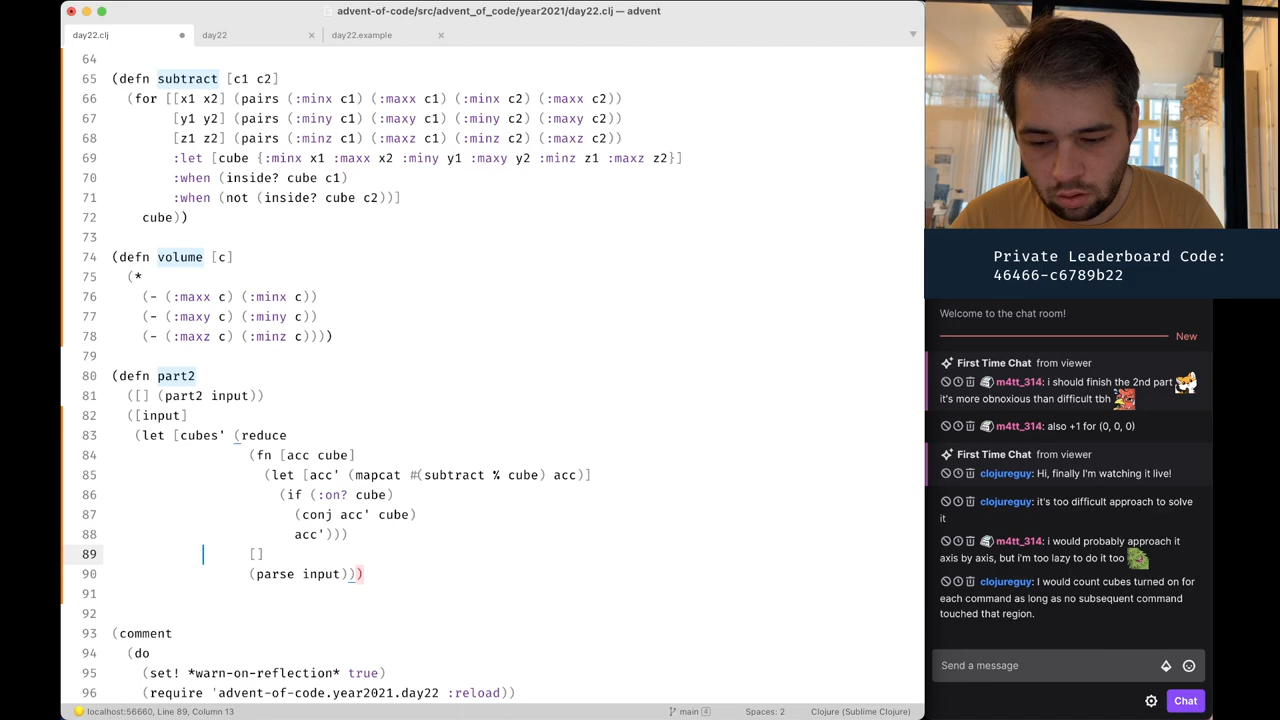 advent-of-code/src/advent_of_code/year2021/day22.clj — advent
day22.clj
day22
day22.example
64
65 (defn subtract [c1 c2]
66 (for [[x1 x2] (pairs (:minx c1) (:maxx c1) (:minx c2) (:maxx c2))
67 [y1 y2] (pairs (:miny c1) (:maxy c1) (:miny c2) (:maxy c2))
68 [z1 z2] (pairs (:minz c1) (:maxz c1) (:minz c2) (:maxz c2))
69 :let [cube {:minx x1 :maxx x2 :miny y1 :maxy y2 :minz z1 :maxz z2}]
70 :when (inside? cube c1)
71 :when (not (inside? cube c2))]
72 cube))
73
74 (defn volume [c]
75 (*
76 (- (:maxx c) (:minx c))
77 (- (:maxy c) (:miny c))
78 (- (:maxz c) (:minz c))))
79
80 (defn part2
81 ([] (part2 input))
82 ([input]
83 (let [cubes' (reduce
84 (fn [acc cube]
85 (let [acc' (mapcat #(subtract % cube) acc)]
86 (if (:on? cube)
87 (conj acc' cube)
88 acc')))
89 []
90 (parse input)))
91
92
93 (comment
94 (do
95 (set! *warn-on-reflection* true)
96 (require 'advent-of-code.year2021.day22 :reload))
localhost:56660, Line 89, Column 13
main 4
Spaces: 2
Clojure (Sublime Clojure)
Private Leaderboard Code:
46466-c6789b22
Welcome to the chat room!
New
First Time Chat from viewer
m4tt_314: i should finish the 2nd part
it's more obnoxious than difficult tbh
m4tt_314: also +1 for (0, 0, 0)
First Time Chat from viewer
clojureguy: Hi, finally I'm watching it live!
clojureguy: it's too difficult approach to solve
it
m4tt_314: i would probably approach it
axis by axis, but i'm too lazy to do it too
clojureguy: I would count cubes turned on for
each command as long as no subsequent command
touched that region.
Send a message
Chat